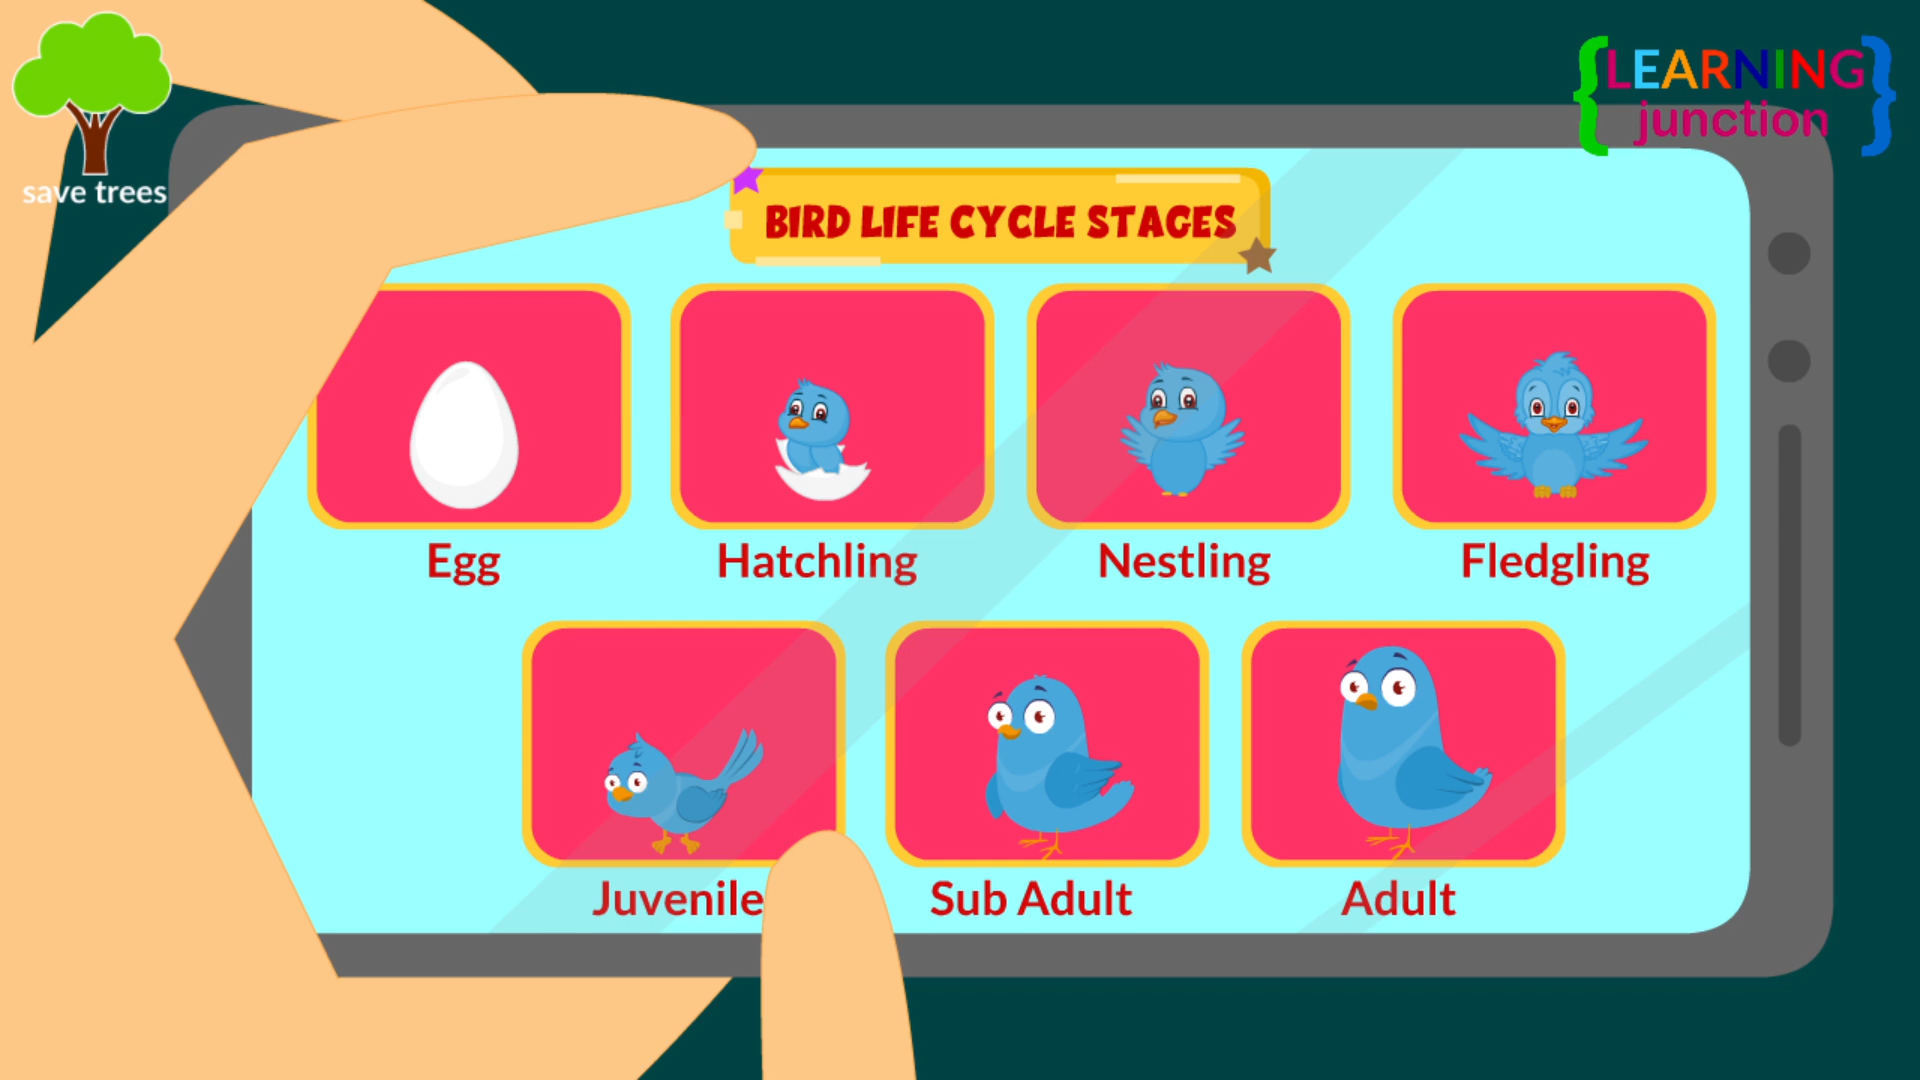 save trees
LEARNING
junction
BIRD LIFE CYCLE STAGES
Egg
Hatchling
Nestling
Fledgling
Juvenile
Sub Adult
Adult